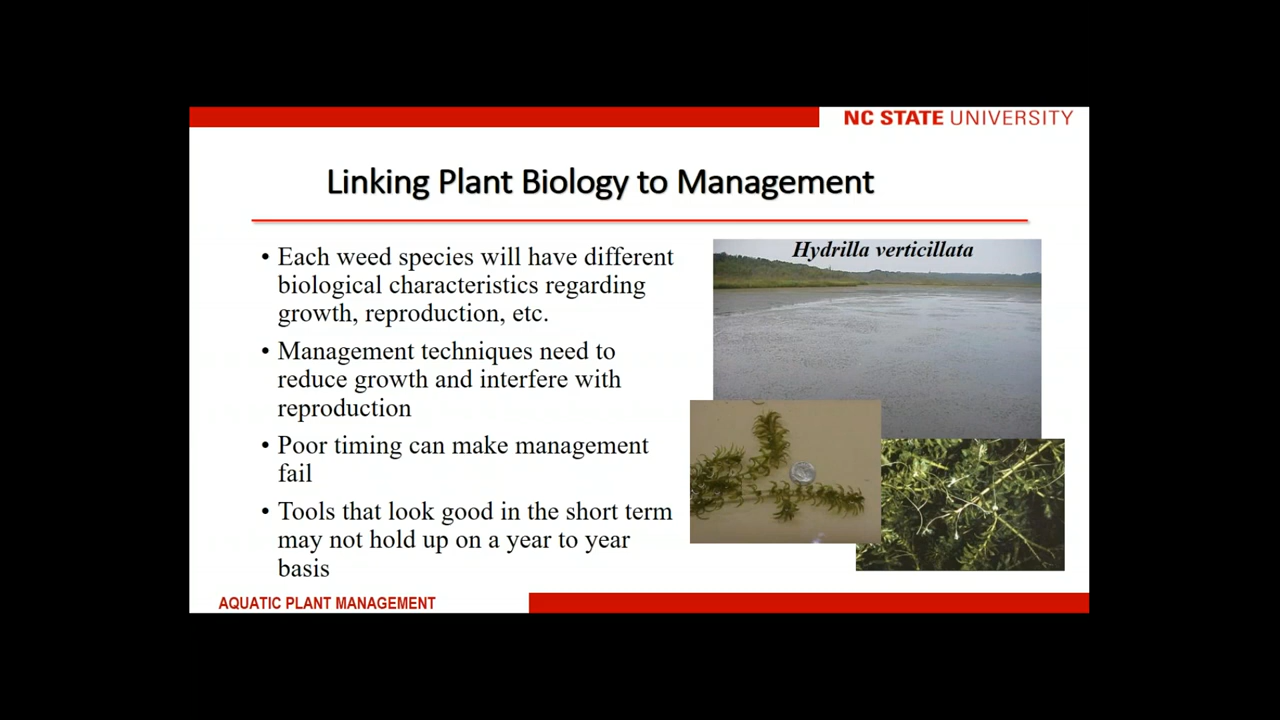 NC STATE UNIVERSITY
Linking Plant Biology to Management
• Each weed species will have different
biological characteristics regarding
growth, reproduction, etc.
• Management techniques need to
reduce growth and interfere with
reproduction
• Poor timing can make management
fail
• Tools that look good in the short term
may not hold up on a year to year
basis
Hydrilla verticillata
AQUATIC PLANT MANAGEMENT